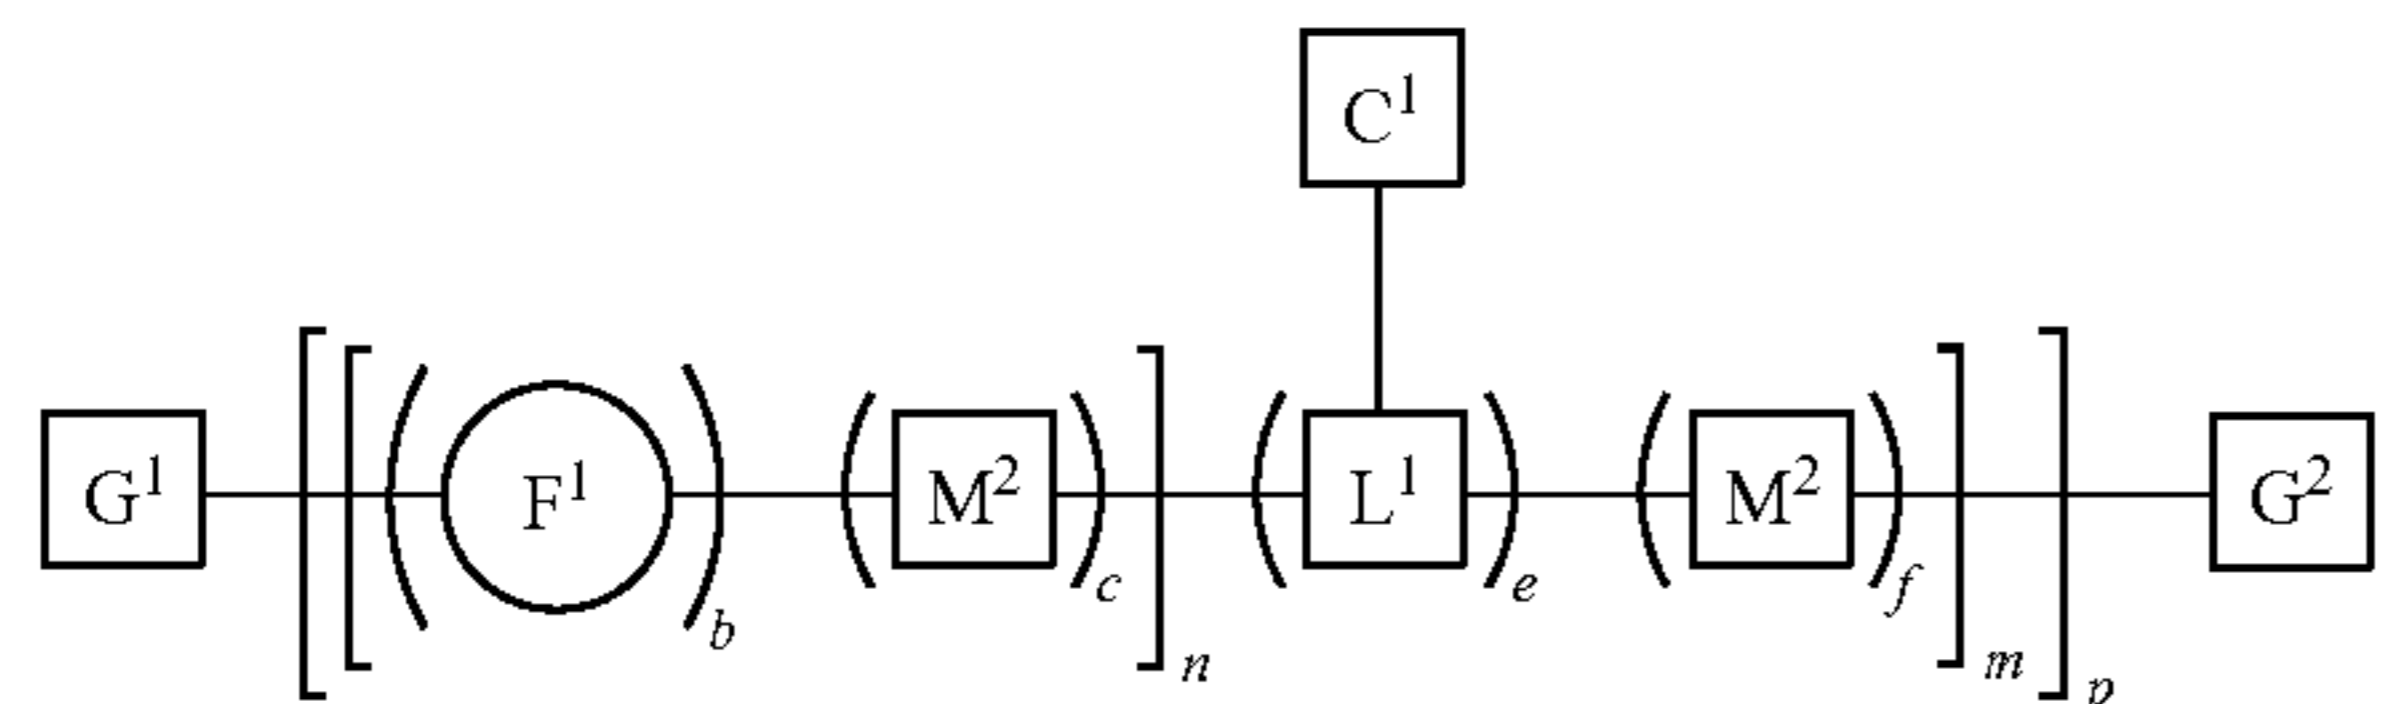 C¹
G¹ [ [ ( F¹ )b ( M² )c ]n ( L¹ )e ( M² )f ]m ]p G²